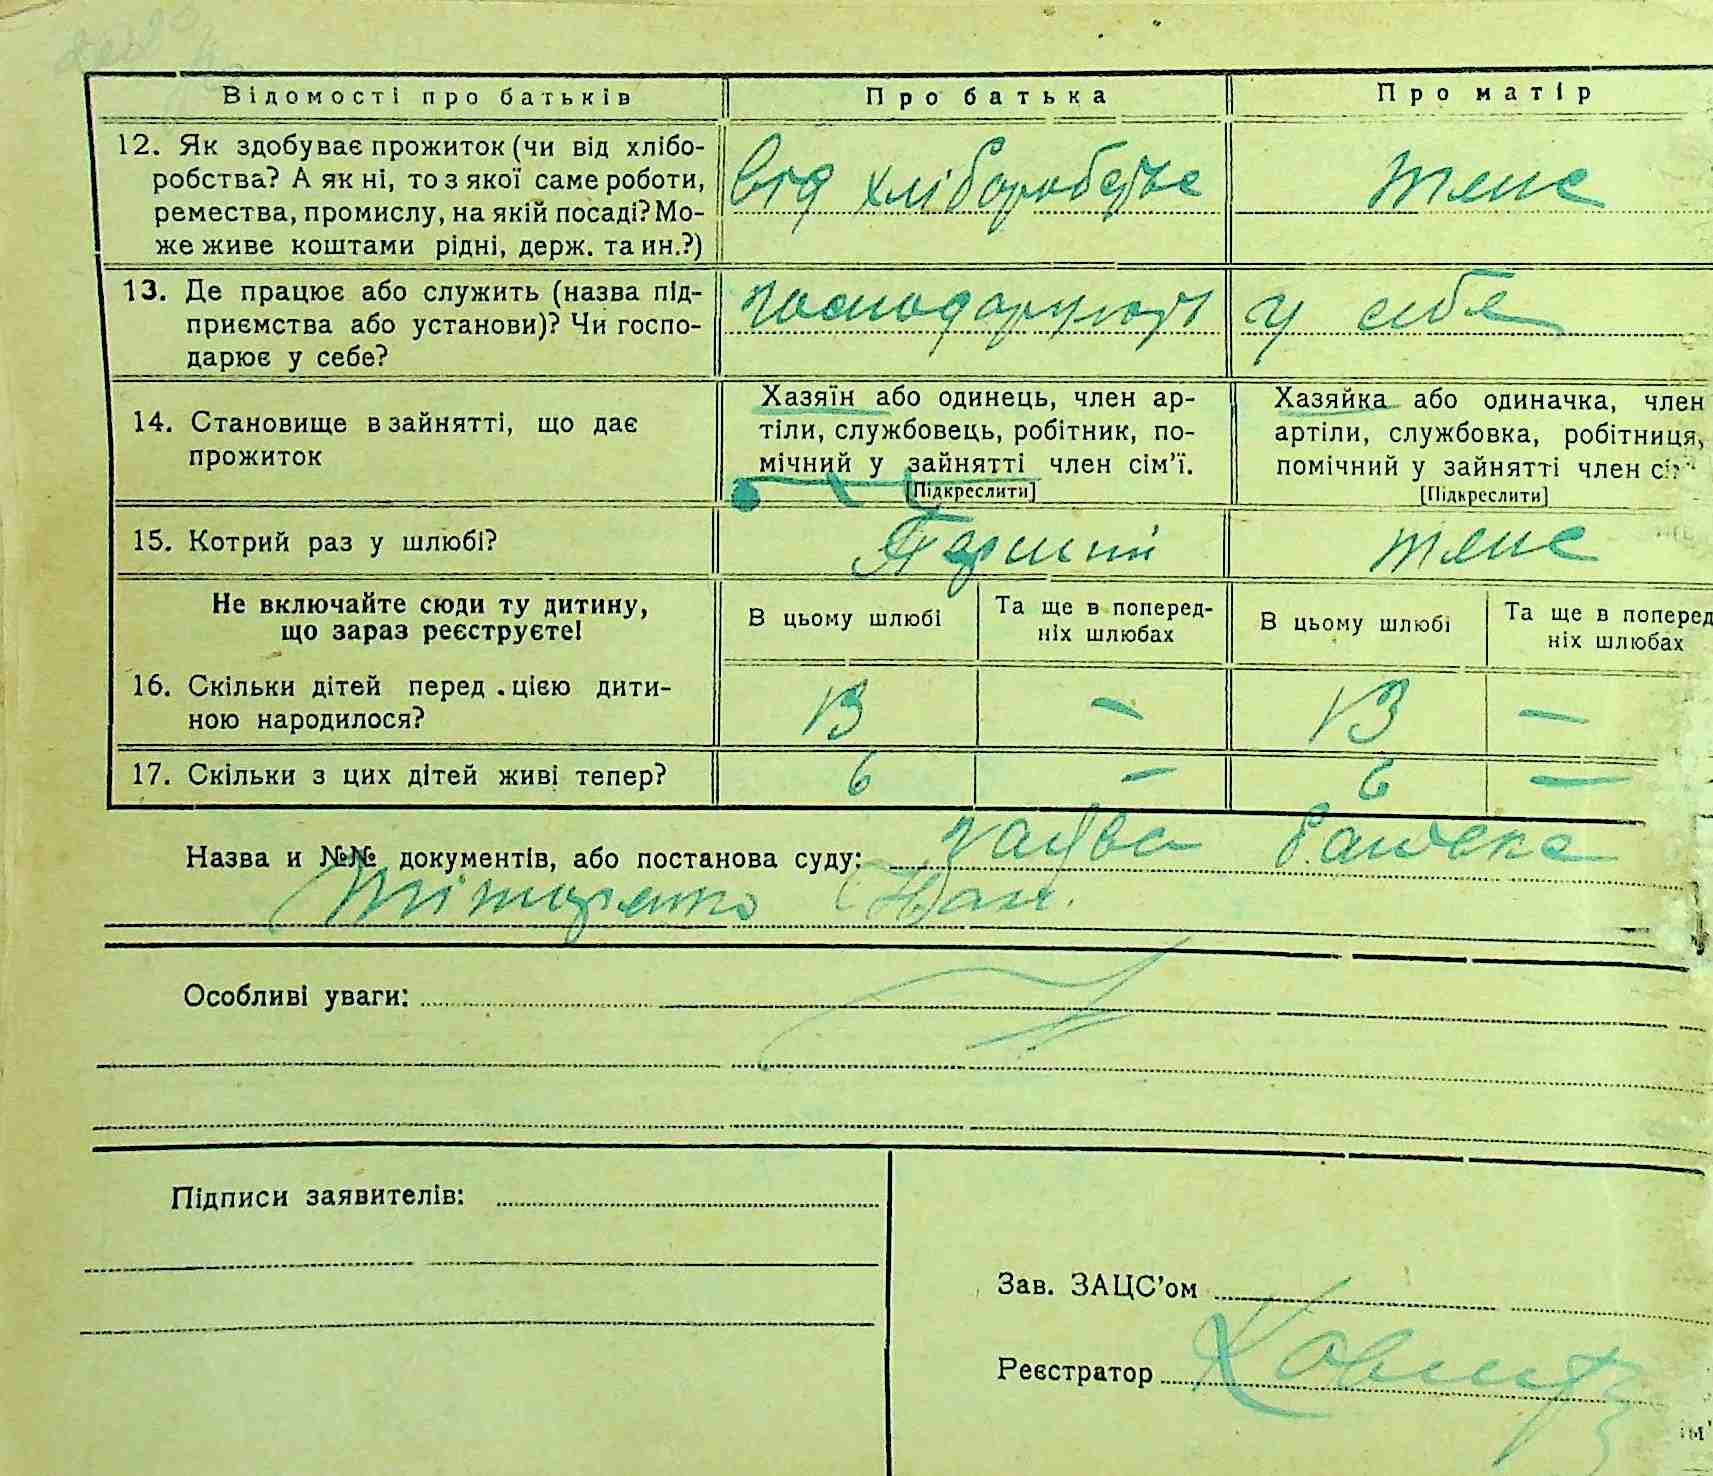 Відомості про батьків Про батька Про матір
12. Як здобуває прожиток (чи від хлібо-
робства? А як ні, то з якої саме роботи,
ремества, промислу, на якій посаді? Мо-
же живе коштами рідні, держ. та ин.?)
від хліборобства теже
13. Де працює або служить (назва під-
приємства або установи)? Чи госпо-
дарює у себе?
господарують у себе
14. Становище в зайнятті, що дає
прожиток
Хазяїн або одинець, член ар-
тіли, службовець, робітник, по-
мічний у зайнятті член сім'ї.
[Підкреслити]
Хазяйка або одиначка, член
артіли, службовка, робітниця,
помічний у зайнятті член сі
[Підкреслити]
15. Котрий раз у шлюбі? Перший теже
Не включайте сюди ту дитину,
що зараз реєструєте!
В цьому шлюбі
Та ще в поперед-
ніх шлюбах
В цьому шлюбі
Та ще в поперед
ніх шлюбах
16. Скільки дітей перед цією дити-
ною народилося?
13 — 13 —
17. Скільки з цих дітей живі тепер? 6 — 6 —
Назва и №№ документів, або постанова суду: заява батька
Особливі уваги:
Підписи заявителів:
Зав. ЗАЦС'ом
Реєстратор